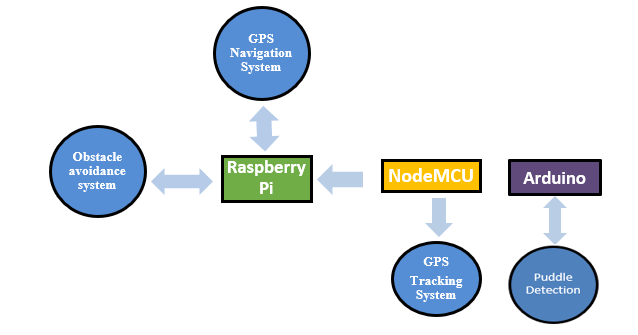 GPS
Navigation
System
Obstacle
avoidance
system
Raspberry
Pi
NodeMCU
Arduino
GPS
Tracking
System
Puddle
Detection